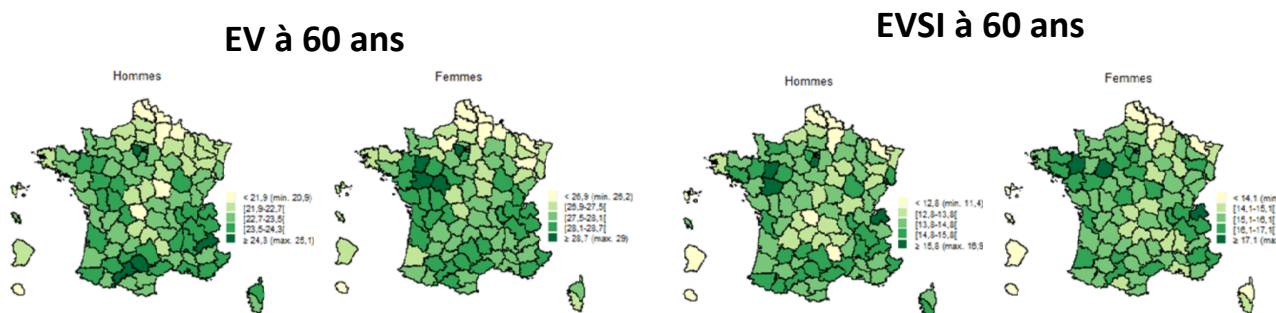 EV à 60 ans
EVSI à 60 ans
Hommes
Femmes
Hommes
Femmes
< 21,9 (min. 20,9)
[21,9-22,7[
[22,7-23,5[
[23,5-24,3[
≥ 24,3 (max. 25,1)
< 26,9 (min. 26,2)
[26,9-27,5[
[27,5-28,1[
[28,1-28,7[
≥ 28,7 (max. 29)
< 12,8 (min. 11,4)
[12,8-13,8[
[13,8-14,8[
[14,8-15,8[
≥ 15,8 (max. 16,9
< 14,1 (min
[14,1-15,1[
[15,1-16,1[
[16,1-17,1[
≥ 17,1 (ma